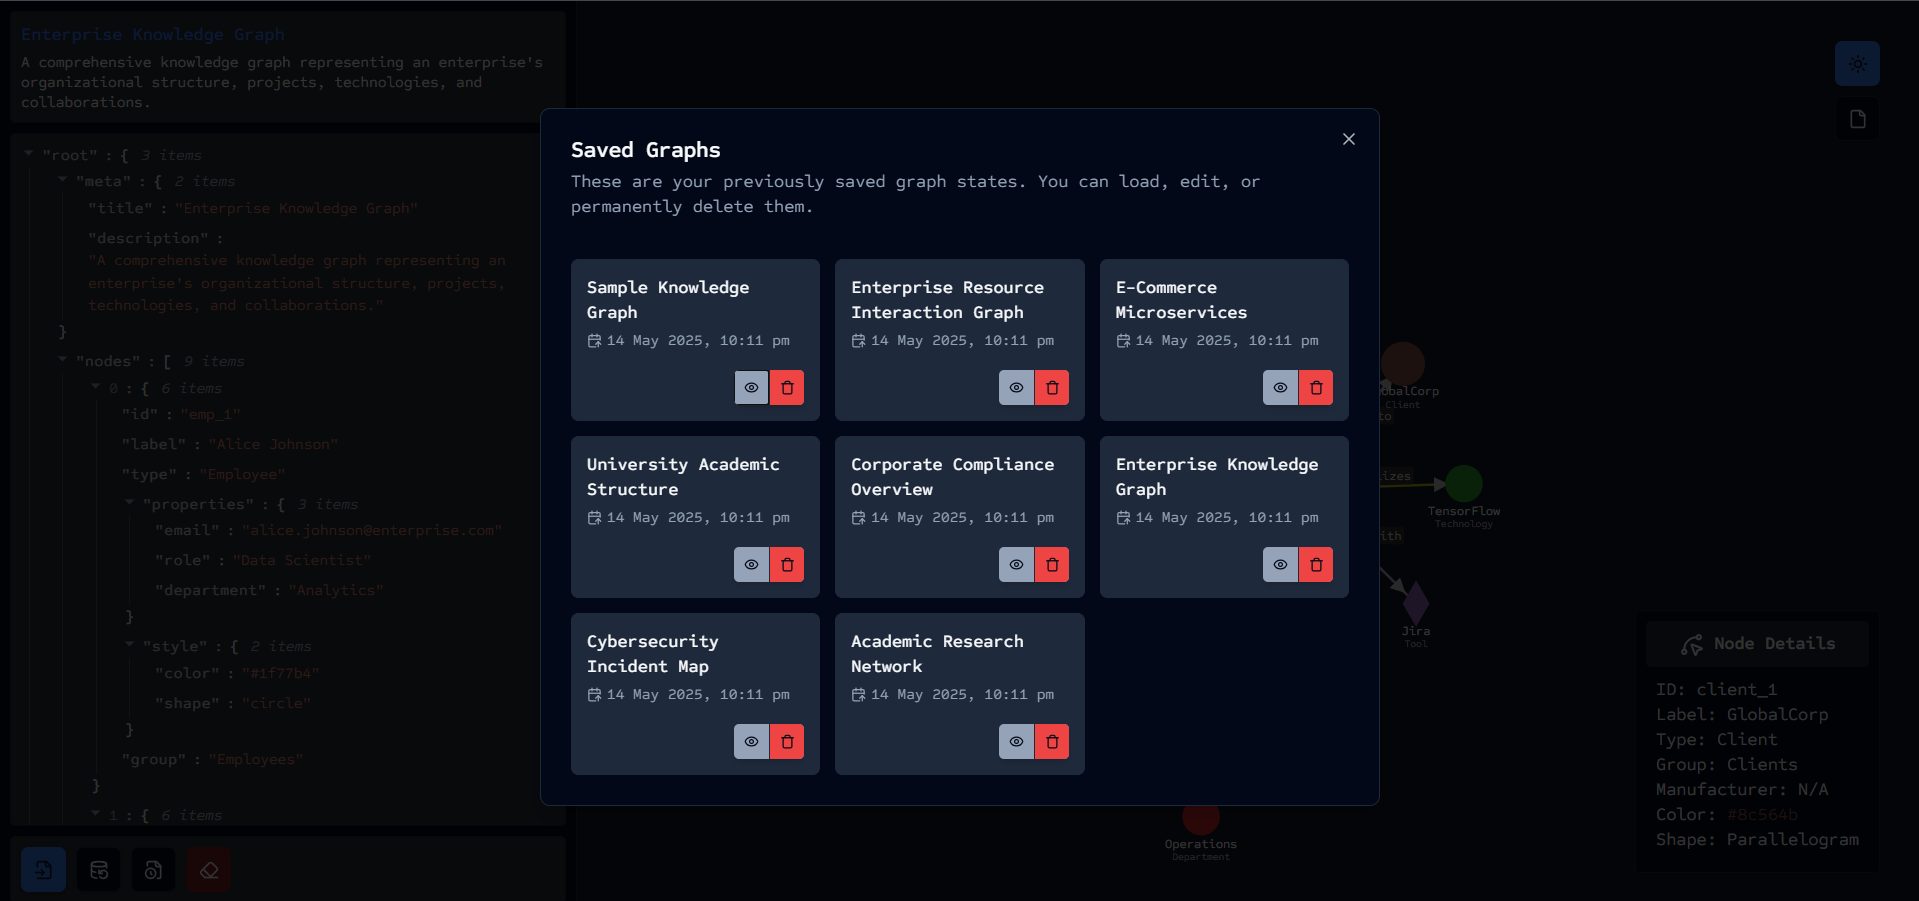 Enterprise Knowledge Graph
A comprehensive knowledge graph representing an enterprise's
organizational structure, projects, technologies, and
collaborations.
"root" : { 3 items
"meta" : { 2 items
"title" : "Enterprise Knowledge Graph"
"description" :
"A comprehensive knowledge graph representing an
enterprise's organizational structure, projects,
technologies, and collaborations."
}
"nodes" : [ 9 items
0 : { 6 items
"id" : "emp_1"
"label" : "Alice Johnson"
"type" : "Employee"
"properties" : { 3 items
"email" : "alice.johnson@enterprise.com"
"role" : "Data Scientist"
"department" : "Analytics"
}
"style" : { 2 items
"color" : "#1f77b4"
"shape" : "circle"
}
"group" : "Employees"
}
1 : { 6 items
Saved Graphs
These are your previously saved graph states. You can load, edit, or
permanently delete them.
Sample Knowledge
Graph
14 May 2025, 10:11 pm
Enterprise Resource
Interaction Graph
14 May 2025, 10:11 pm
E-Commerce
Microservices
14 May 2025, 10:11 pm
University Academic
Structure
14 May 2025, 10:11 pm
Corporate Compliance
Overview
14 May 2025, 10:11 pm
Enterprise Knowledge
Graph
14 May 2025, 10:11 pm
Cybersecurity
Incident Map
14 May 2025, 10:11 pm
Academic Research
Network
14 May 2025, 10:11 pm
obalCorp
Client
to
lizes
TensorFlow
Technology
ith
Jira
Tool
Operations
Department
Node Details
ID: client_1
Label: GlobalCorp
Type: Client
Group: Clients
Manufacturer: N/A
Color: #8c564b
Shape: Parallelogram